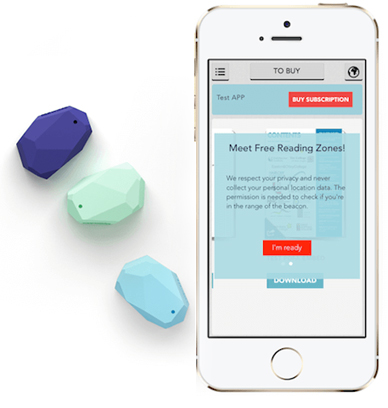 TO BUY
Test APP
BUY SUBSCRIPTION
Meet Free Reading Zones!
We respect your privacy and never
collect your personal location data. The
permission is needed to check if you're
in the range of the beacon.
I'm ready
DOWNLOAD